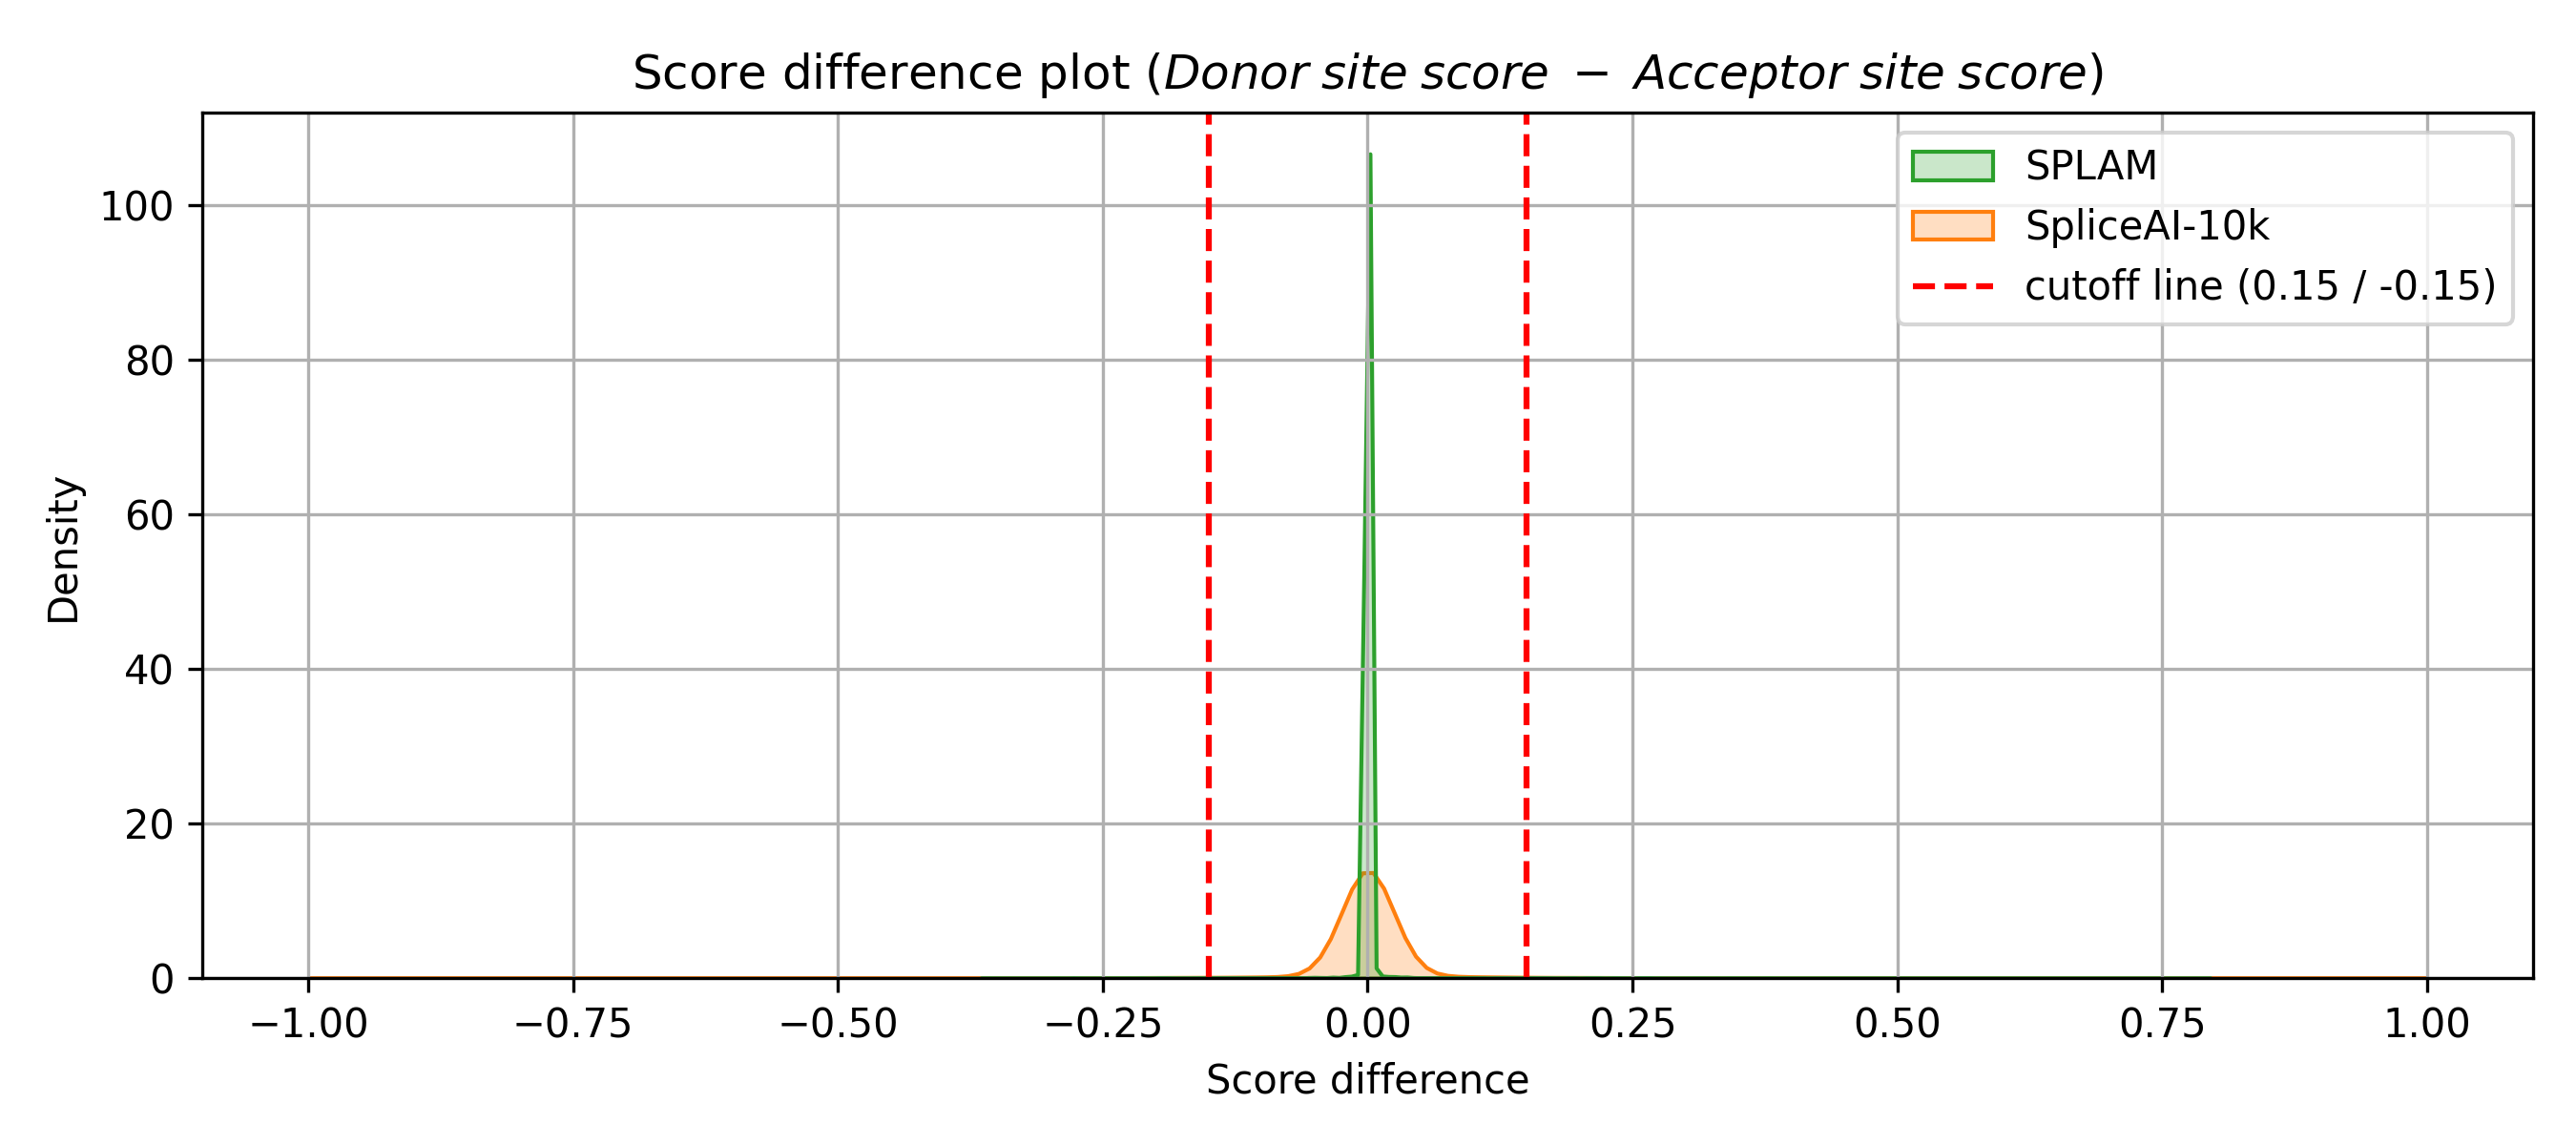 Score difference plot (Donor site score − Acceptor site score)
SPLAM
SpliceAI-10k
cutoff line (0.15 / -0.15)
Density
100
80
60
40
20
0
−1.00 −0.75 −0.50 −0.25 0.00 0.25 0.50 0.75 1.00
Score difference